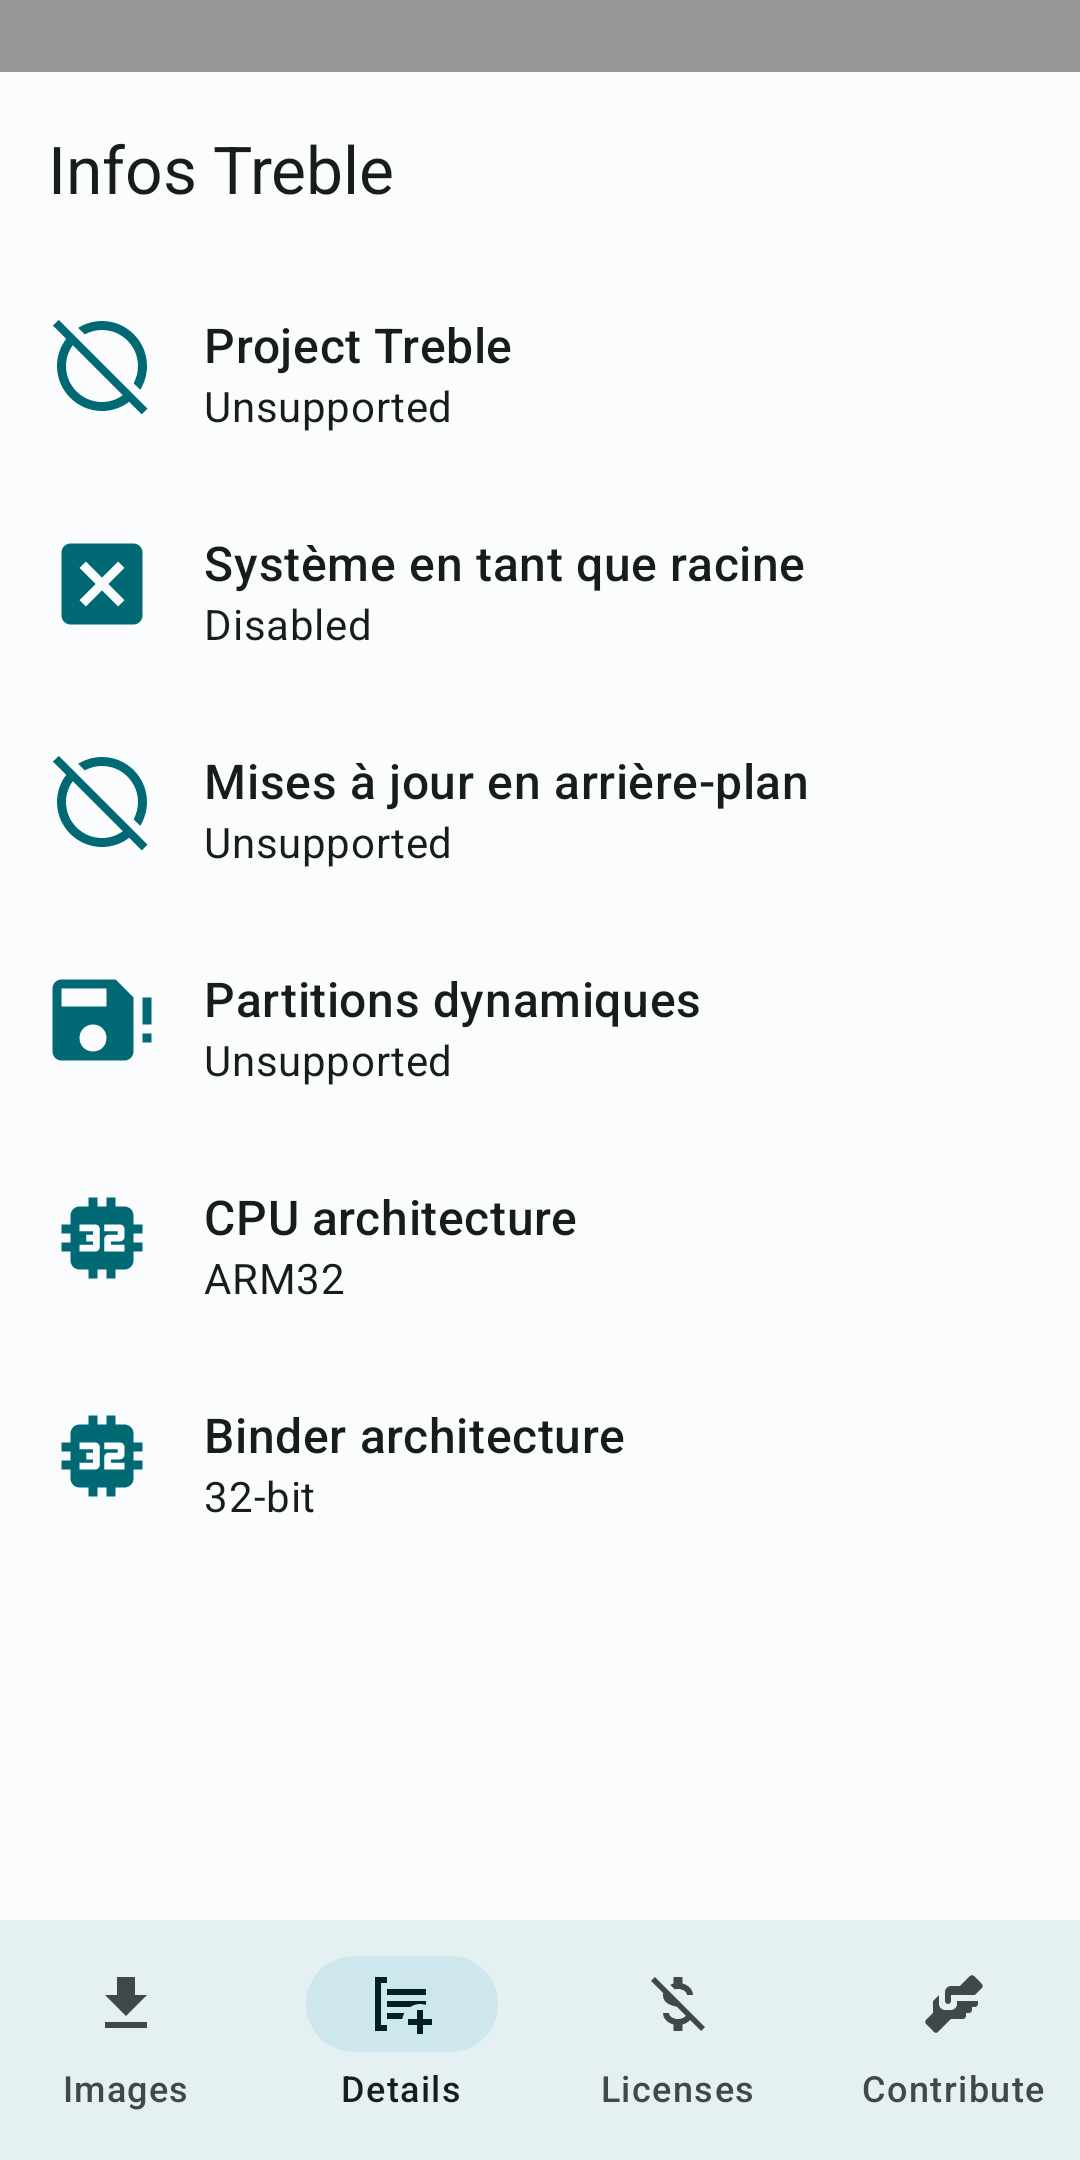 Infos Treble
Project Treble
Unsupported
Système en tant que racine
Disabled
Mises à jour en arrière-plan
Unsupported
Partitions dynamiques
Unsupported
32
CPU architecture
ARM32
32
Binder architecture
32-bit
Images
Details
Licenses
Contribute